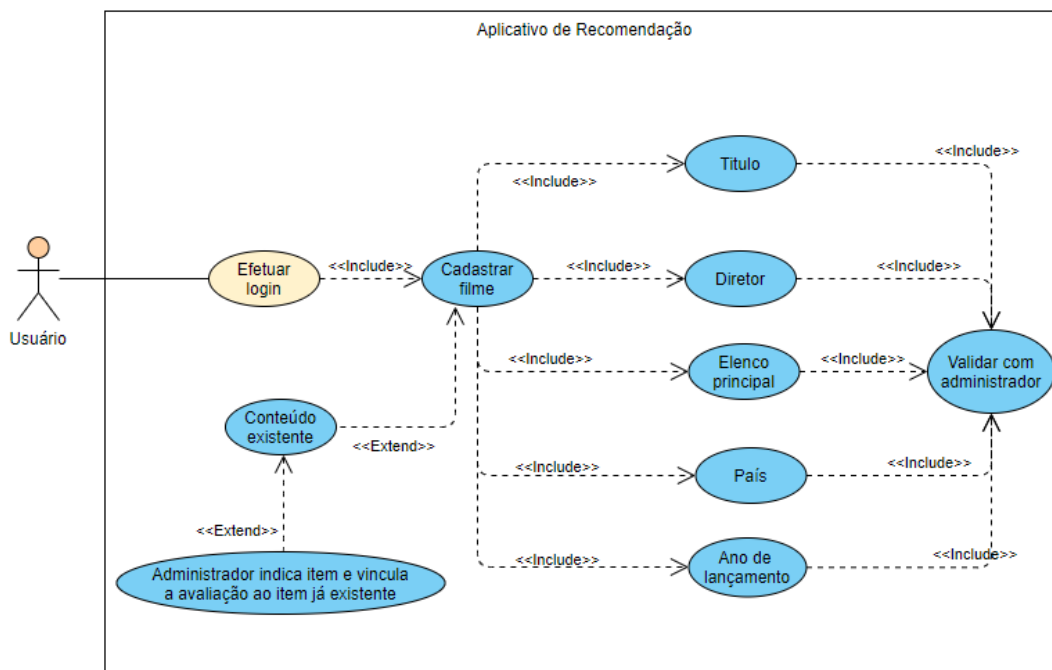 Aplicativo de Recomendação
<<Include>>
Titulo
<<Include>>
Usuário
Efetuar
login
<<Include>>
Cadastrar
filme
<<Include>>
Diretor
<<Include>>
<<Include>>
Elenco
principal
<<Include>>
Validar com
administrador
Conteúdo
existente
<<Extend>>
<<Include>>
País
<<Include>>
<<Extend>>
Administrador indica item e vincula
a avaliação ao item já existente
<<Include>>
Ano de
lançamento
<<Include>>